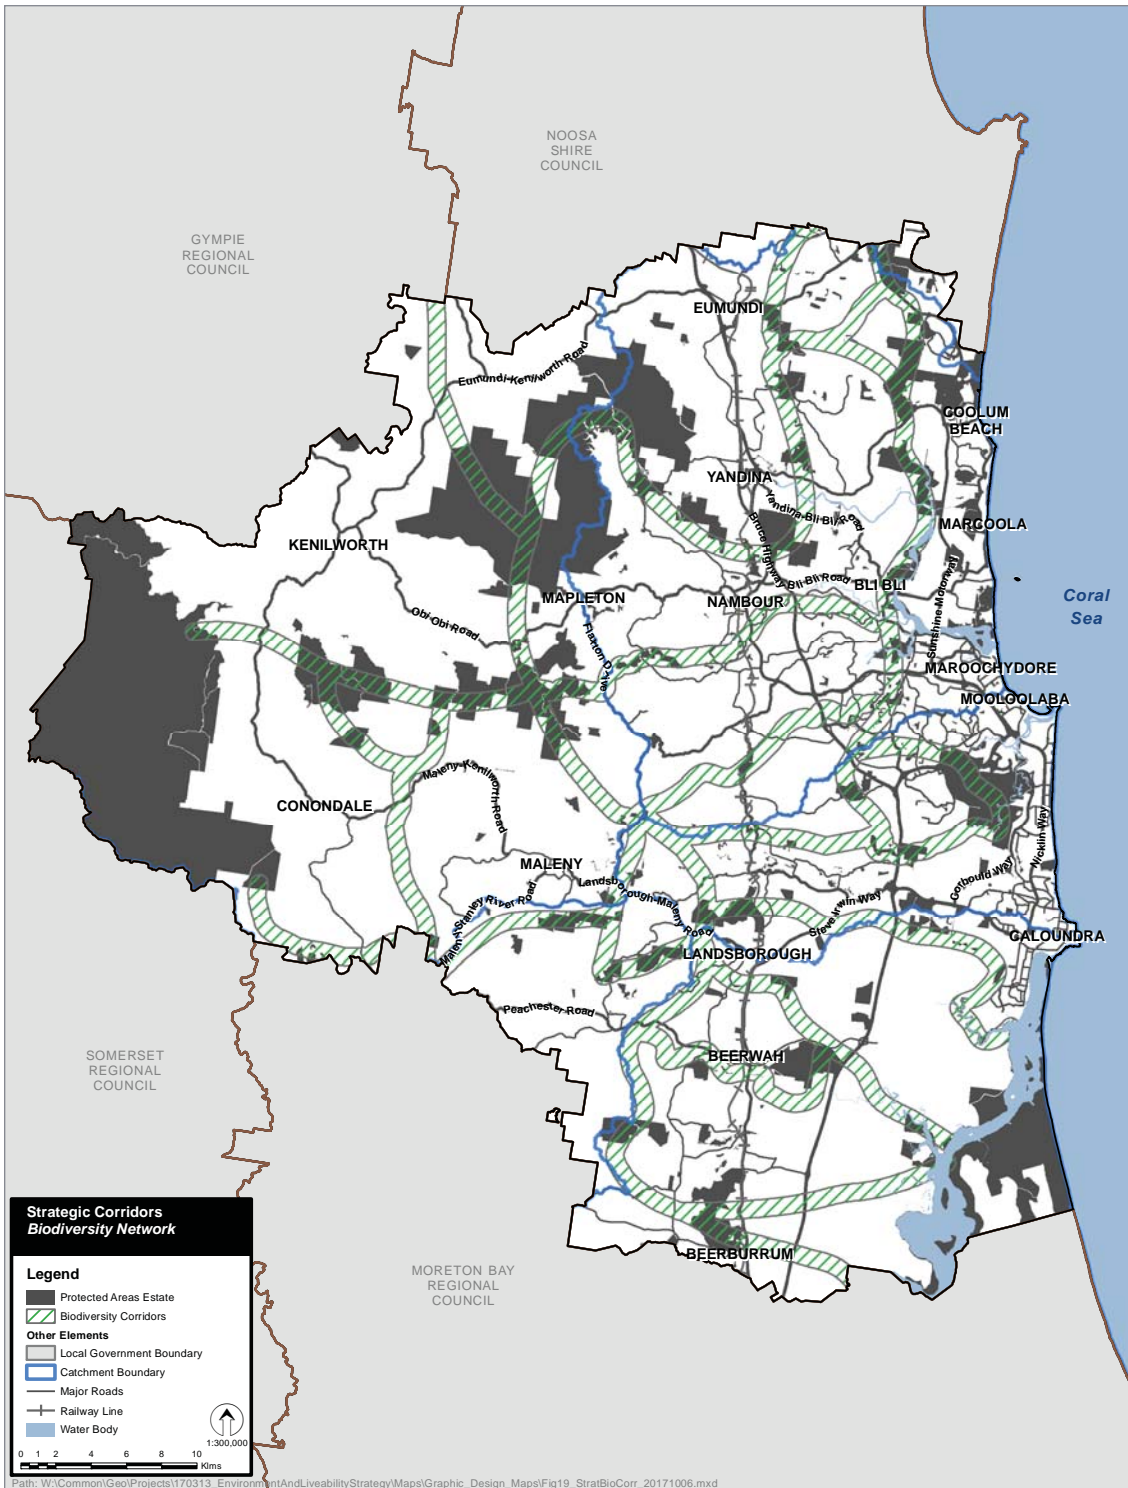 NOOSA
SHIRE
COUNCIL
GYMPIE
REGIONAL
COUNCIL
EUMUNDI
Eumundi-Kenilworth Road
COOLUM
BEACH
YANDINA
Yandina-Bli Bli Road
MARCOOLA
Bruce Highway
KENILWORTH
Bli Bli Road
BLI BLI
MAPLETON
NAMBOUR
Coral
Sea
Obi Obi Road
Sunshine Motorway
Flaxton Drive
MAROOCHYDORE
MOOLOOLABA
Maleny-Kenilworth Road
CONONDALE
Nicklin Way
MALENY
Landsborough-Maleny Road
Caloundra
Maleny-Stanley River Road
Steve Irwin Way
CALOUNDRA
LANDSBOROUGH
Peachester Road
BEERWAH
SOMERSET
REGIONAL
COUNCIL
BEERBURRUM
MORETON BAY
REGIONAL
COUNCIL
Strategic Corridors
Biodiversity Network
Legend
Protected Areas Estate
Biodiversity Corridors
Other Elements
Local Government Boundary
Catchment Boundary
Major Roads
Railway Line
Water Body
1:300,000
0 1 2 4 6 8 10
Klms
Path: W:\Common\Geo\Projects\170313_EnvironmentAndLiveabilityStrategy\Maps\Graphic_Design_Maps\Fig19_StratBioCorr_20171006.mxd